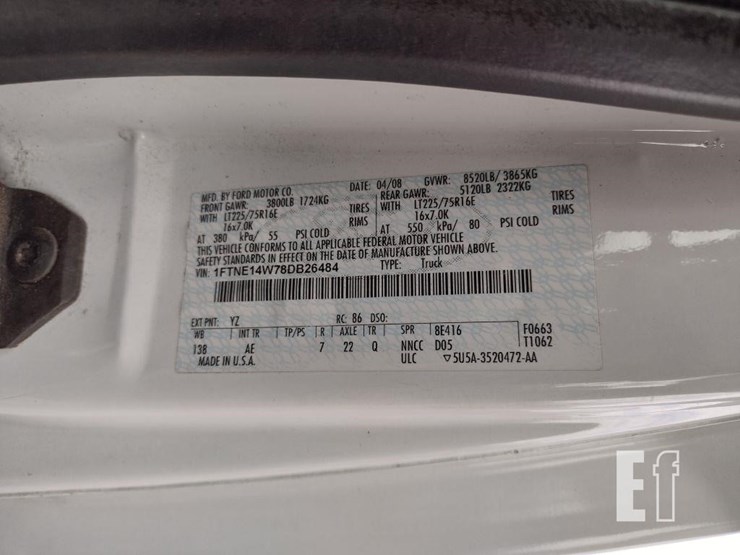 MFD. BY FORD MOTOR CO.
DATE: 04/08 GVWR: 8520LB/ 3865KG
FRONT GAWR: 3800LB 1724KG REAR GAWR: 5120LB 2322KG
WITH LT225/75R16E TIRES WITH LT225/75R16E TIRES
16x7.0K RIMS 16x7.0K RIMS
AT 380 kPa/ 55 PSI COLD AT 550 kPa/ 80 PSI COLD
THIS VEHICLE CONFORMS TO ALL APPLICABLE FEDERAL MOTOR VEHICLE
SAFETY STANDARDS IN EFFECT ON THE DATE OF MANUFACTURE SHOWN ABOVE.
VIN: 1FTNE14W78DB26484 TYPE: Truck
EXT PNT: YZ RC: 86 DSO:
WB INT TR TP/PS R AXLE TR SPR 8E416 F0663
138 AE 7 22 Q NNCC D05 T1062
MADE IN U.S.A. ULC ▽5U5A-3520472-AA
Ef